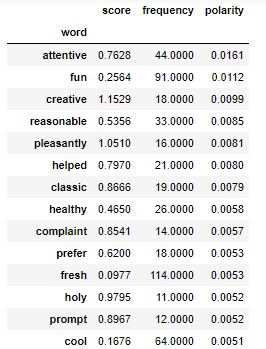 score frequency polarity
word
attentive 0.7628 44.0000 0.0161
fun 0.2564 91.0000 0.0112
creative 1.1529 18.0000 0.0099
reasonable 0.5356 33.0000 0.0085
pleasantly 1.0510 16.0000 0.0081
helped 0.7970 21.0000 0.0080
classic 0.8666 19.0000 0.0079
healthy 0.4650 26.0000 0.0058
complaint 0.8541 14.0000 0.0057
prefer 0.6200 18.0000 0.0053
fresh 0.0977 114.0000 0.0053
holy 0.9795 11.0000 0.0052
prompt 0.8967 12.0000 0.0052
cool 0.1676 64.0000 0.0051